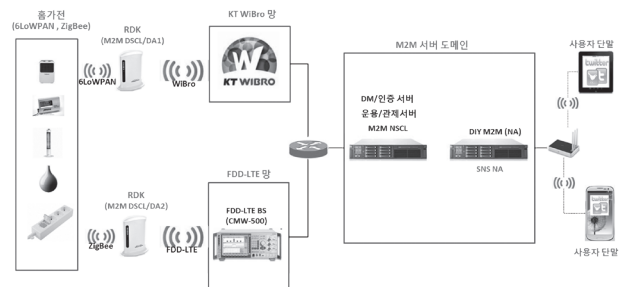 홈가전
(6LoWPAN , ZigBee)
RDK
(M2M DSCL/DA1)
6LoWPAN
WiBro
KT WiBro 망
KT WIBRO
RDK
(M2M DSCL/DA2)
ZigBee
FDD-LTE
FDD-LTE 망
FDD-LTE BS
(CMW-500)
M2M 서버 도메인
DM/인증 서버
운용/관제서버
M2M NSCL
DIY M2M (NA)
SNS NA
사용자 단말
twitter
twitter
사용자 단말